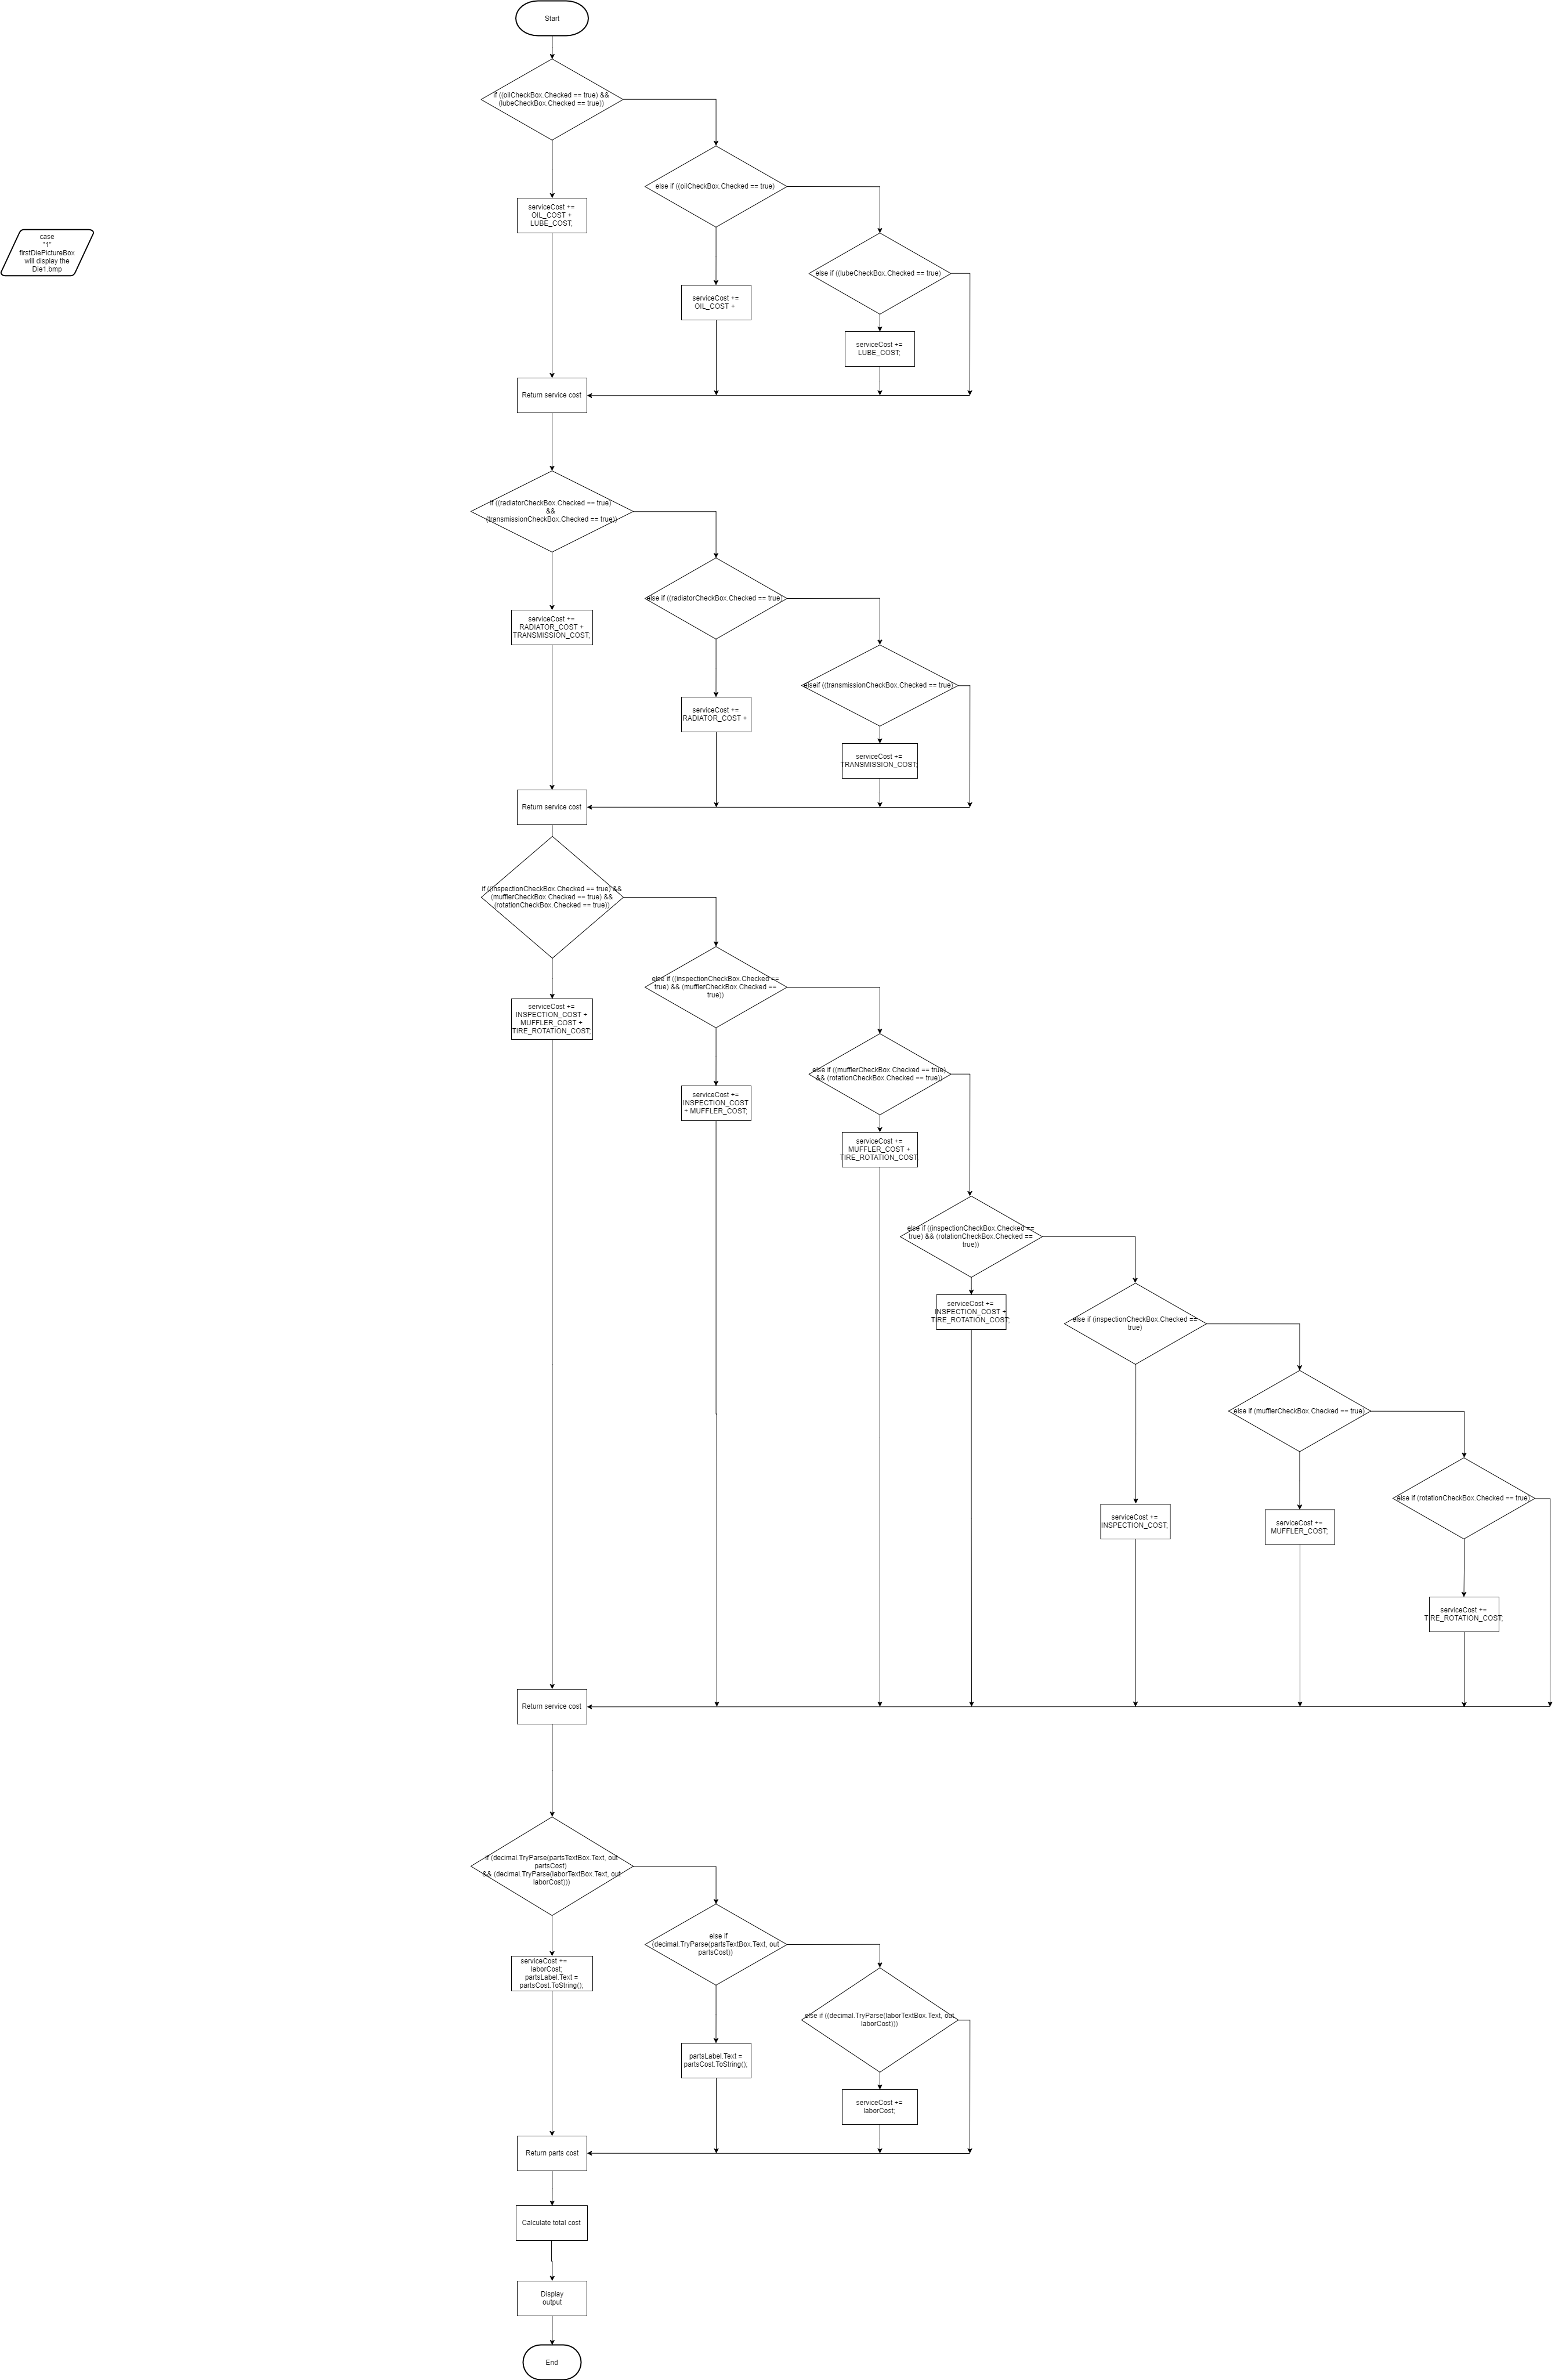 Start
if ((oilCheckBox.Checked == true) &&
(lubeCheckBox.Checked == true))
else if ((oilCheckBox.Checked == true)
serviceCost +=
OIL_COST +
LUBE_COST;
case
"1"
firstDiePictureBox
will display the
Die1.bmp
else if ((lubeCheckBox.Checked == true)
serviceCost +=
OIL_COST +
serviceCost +=
LUBE_COST;
Return service cost
if ((radiatorCheckBox.Checked == true)
&&
(transmissionCheckBox.Checked == true))
else if ((radiatorCheckBox.Checked == true)
serviceCost +=
RADIATOR_COST +
TRANSMISSION_COST;
elseif ((transmissionCheckBox.Checked == true)
serviceCost +=
RADIATOR_COST +
serviceCost +=
TRANSMISSION_COST;
Return service cost
if ((inspectionCheckBox.Checked == true) &&
(mufflerCheckBox.Checked == true) &&
(rotationCheckBox.Checked == true))
else if ((inspectionCheckBox.Checked ==
true) && (mufflerCheckBox.Checked ==
true))
serviceCost +=
INSPECTION_COST +
MUFFLER_COST +
TIRE_ROTATION_COST;
else if ((mufflerCheckBox.Checked == true)
&& (rotationCheckBox.Checked == true))
serviceCost +=
INSPECTION_COST
+ MUFFLER_COST;
serviceCost +=
MUFFLER_COST +
TIRE_ROTATION_COST
else if ((inspectionCheckBox.Checked ==
true) && (rotationCheckBox.Checked ==
true))
serviceCost +=
INSPECTION_COST +
TIRE_ROTATION_COST;
else if (inspectionCheckBox.Checked ==
true)
else if (mufflerCheckBox.Checked == true)
else if (rotationCheckBox.Checked == true)
serviceCost +=
INSPECTION_COST;
serviceCost +=
MUFFLER_COST;
serviceCost +=
TIRE_ROTATION_COST;
Return service cost
if (decimal.TryParse(partsTextBox.Text, out
partsCost)
&& (decimal.TryParse(laborTextBox.Text, out
laborCost)))
else if
(decimal.TryParse(partsTextBox.Text, out
partsCost))
serviceCost +=
laborCost;
partsLabel.Text =
partsCost.ToString();
else if ((decimal.TryParse(laborTextBox.Text, out
laborCost)))
partsLabel.Text =
partsCost.ToString();
serviceCost +=
laborCost;
Return parts cost
Calculate total cost
Display
output
End